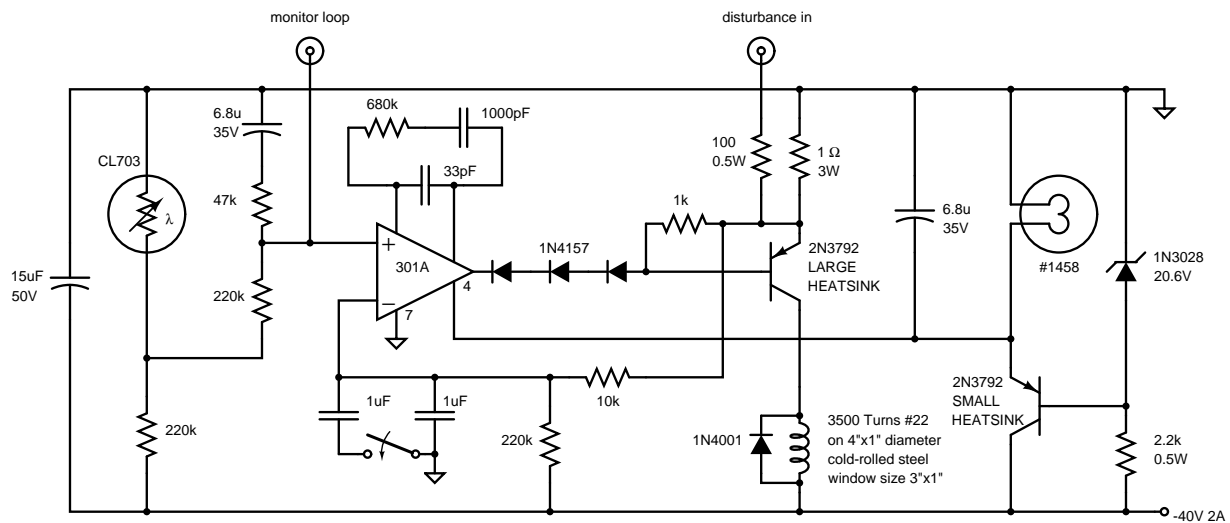 monitor loop
disturbance in
680k
1000pF
6.8u
35V
CL703
33pF
100
0.5W
1 Ω
3W
λ
47k
1k
6.8u
35V
+
301A
1N4157
2N3792
LARGE
HEATSINK
#1458
1N3028
20.6V
15uF
50V
220k
−
4
7
1uF
1uF
10k
2N3792
SMALL
HEATSINK
220k
220k
1N4001
3500 Turns #22
on 4"x1" diameter
cold-rolled steel
window size 3"x1"
2.2k
0.5W
-40V 2A